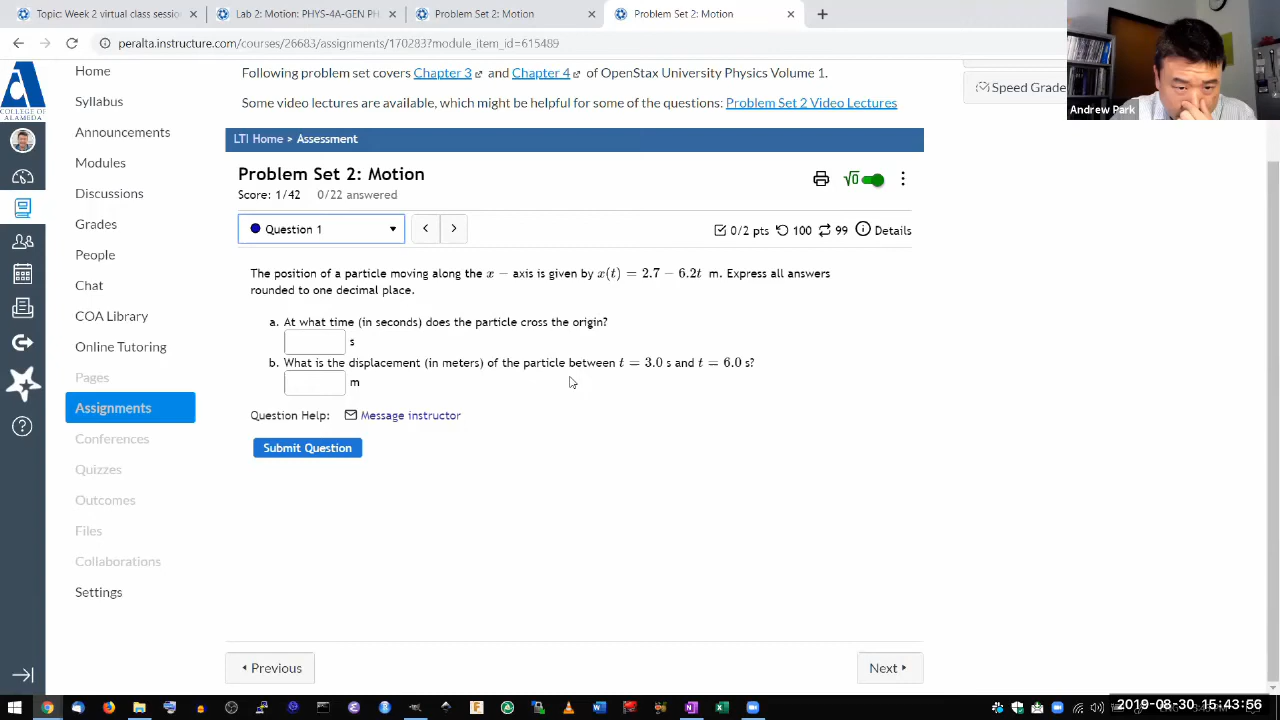 Topic: Week 2 virtual class sessio
Lab 2: Motion: PHYS-4A-GEN PH
Problem Set 2: Motion
Problem Set 2: Motion
peralta.instructure.com/courses/26683/assignments/170283?module_item_id=615489
Andrew Park
COLLEGE OF
ALAMEDA
Home
Syllabus
Announcements
Modules
Discussions
Grades
People
Chat
COA Library
Online Tutoring
Pages
Assignments
Conferences
Quizzes
Outcomes
Files
Collaborations
Settings
Following problem set covers Chapter 3 and Chapter 4 of OpenStax University Physics Volume 1.
Speed Grade
Some video lectures are available, which might be helpful for some of the questions: Problem Set 2 Video Lectures
LTI Home > Assessment
Problem Set 2: Motion
Score: 1/42 0/22 answered
√0
Question 1
< >
0/2 pts 100 99 Details
The position of a particle moving along the x − axis is given by x(t) = 2.7 − 6.2t m. Express all answers
rounded to one decimal place.
a. At what time (in seconds) does the particle cross the origin?
s
b. What is the displacement (in meters) of the particle between t = 3.0 s and t = 6.0 s?
m
Question Help: Message instructor
Submit Question
Previous
Next
2019-08-30 15:43:56